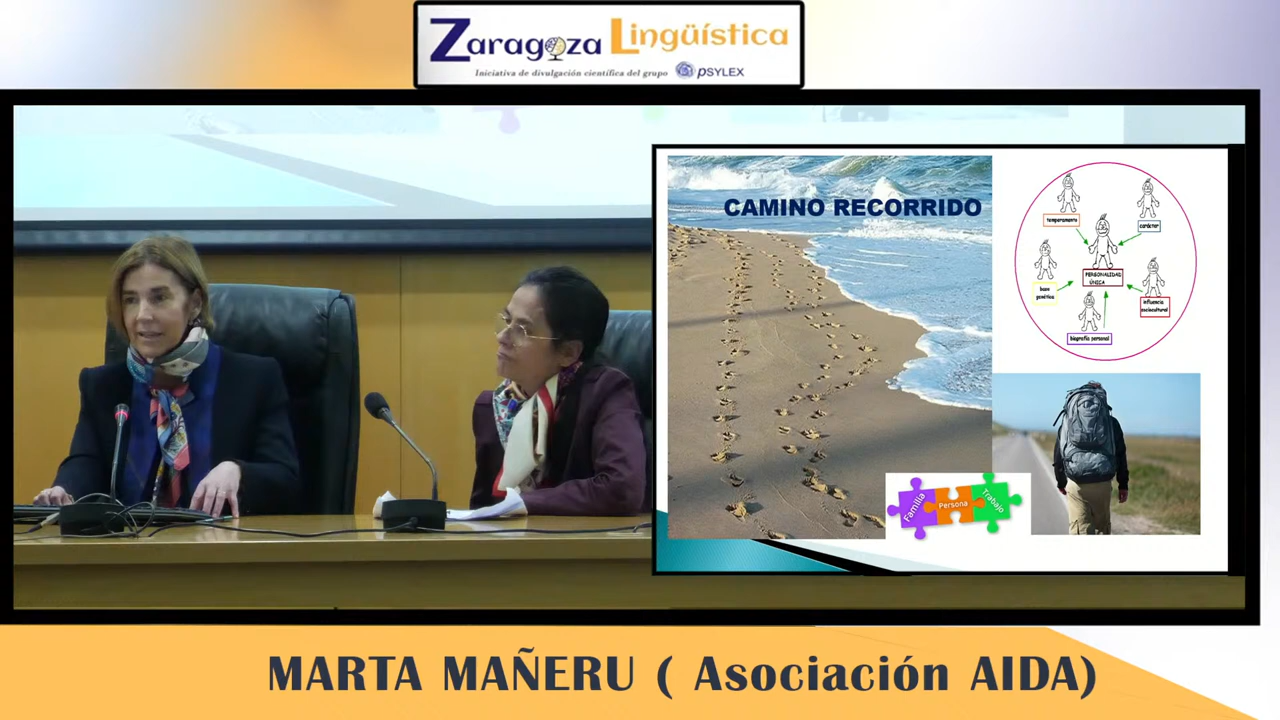 Zaragoza Lingüística
Iniciativa de divulgación científica del grupo PSYLEX
CAMINO RECORRIDO
temperamento
carácter
PERSONALIDAD
ÚNICA
base
genética
influencia
sociocultural
biografía personal
Familia
Persona
Trabajo
MARTA MAÑERU ( Asociación AIDA)